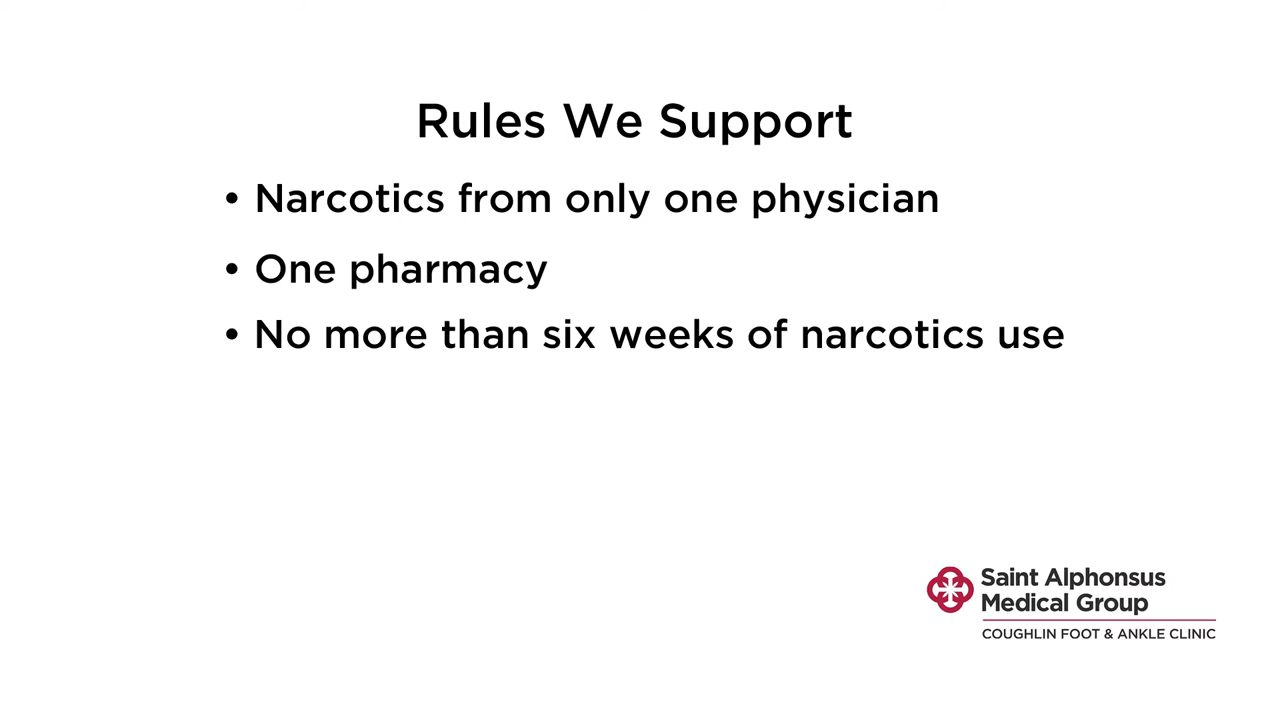 Rules We Support
• Narcotics from only one physician
• One pharmacy
• No more than six weeks of narcotics use
Saint Alphonsus
Medical Group
COUGHLIN FOOT & ANKLE CLINIC